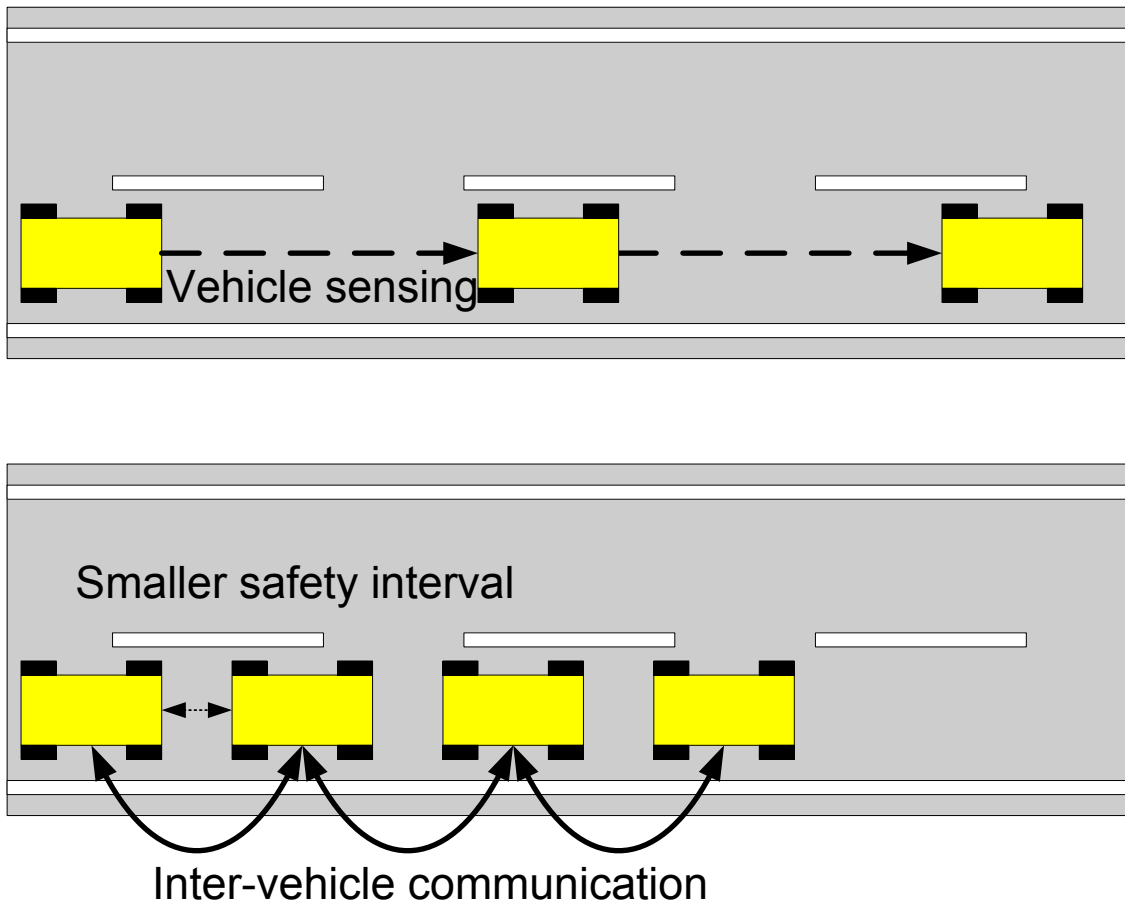 Vehicle sensing
Smaller safety interval
Inter-vehicle communication